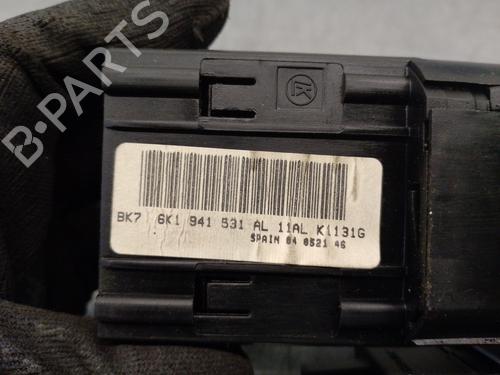 B-PARTS
BK7 6K1 941 531 AL 11AL K1131G
SPAIN 04 0521 46